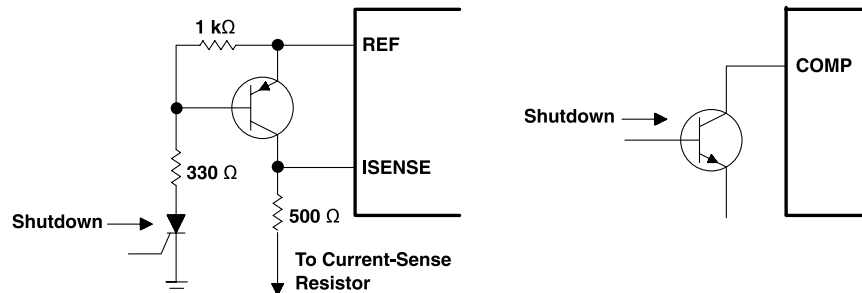 1 kΩ
REF
330 Ω
ISENSE
Shutdown
500 Ω
To Current-Sense
Resistor
COMP
Shutdown